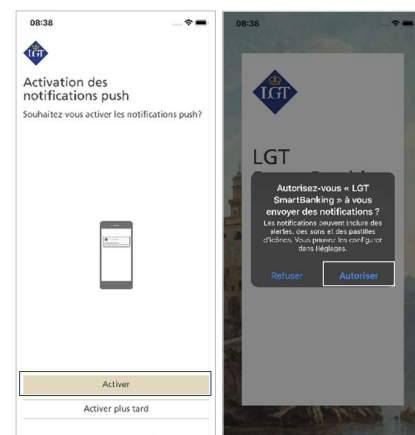 08:38
LGT
Activation des
notifications push
Souhaitez-vous activer les notifications push?
Activer
Activer plus tard
08:38
LGT
LGT
Autorisez-vous « LGT
SmartBanking » à vous
envoyer des notifications ?
Les notifications peuvent inclure des
alertes, des sons et des pastilles
d'icônes. Vous pouvez les configurer
dans Réglages.
Refuser
Autoriser